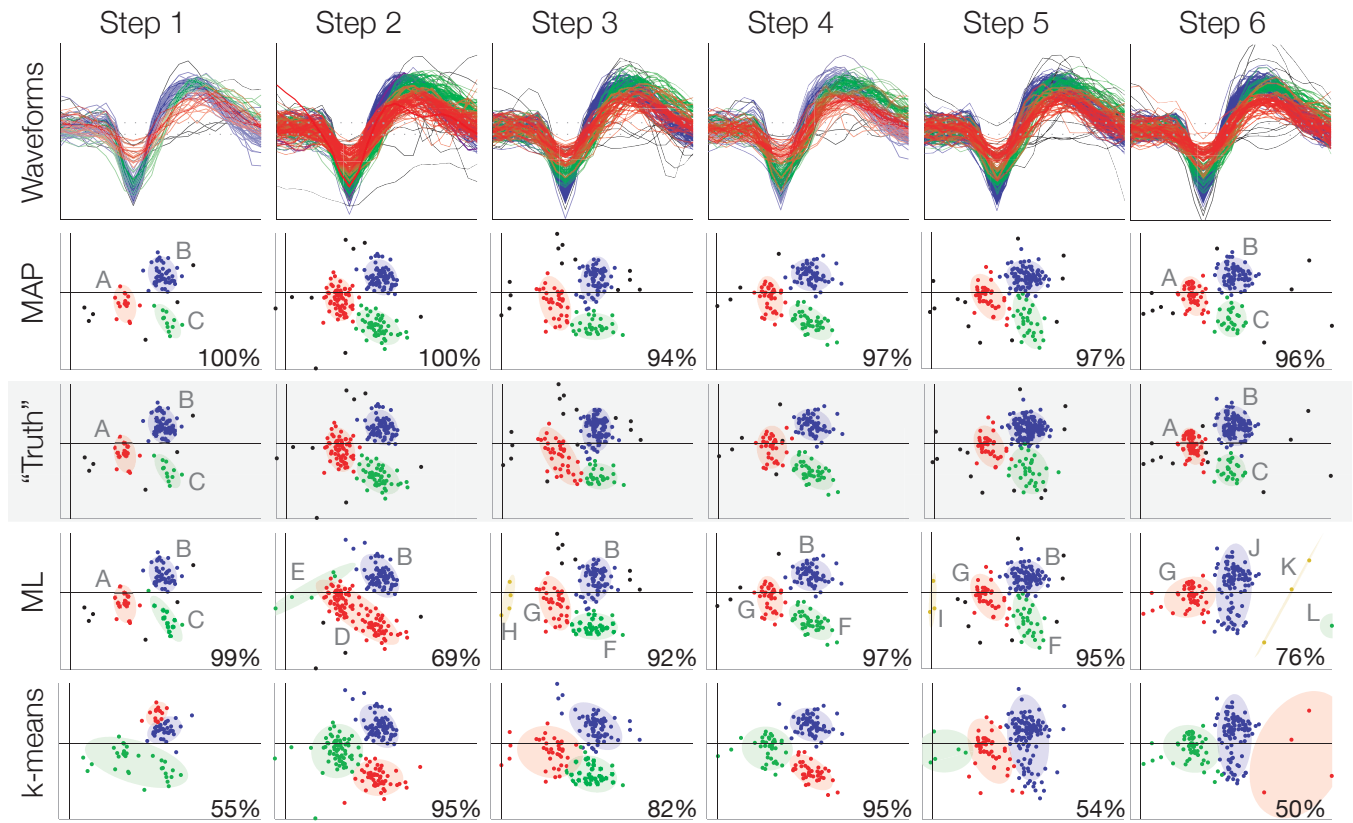 Step 1 Step 2 Step 3 Step 4 Step 5 Step 6
Waveforms
MAP
A B C 100%
100%
94%
97%
97%
A B C 96%
“Truth”
A B C
A B C
ML
A B C 99%
E B D 69%
B H G F 92%
B G F 97%
G B I F 95%
G J K L 76%
k-means
55%
95%
82%
95%
54%
50%